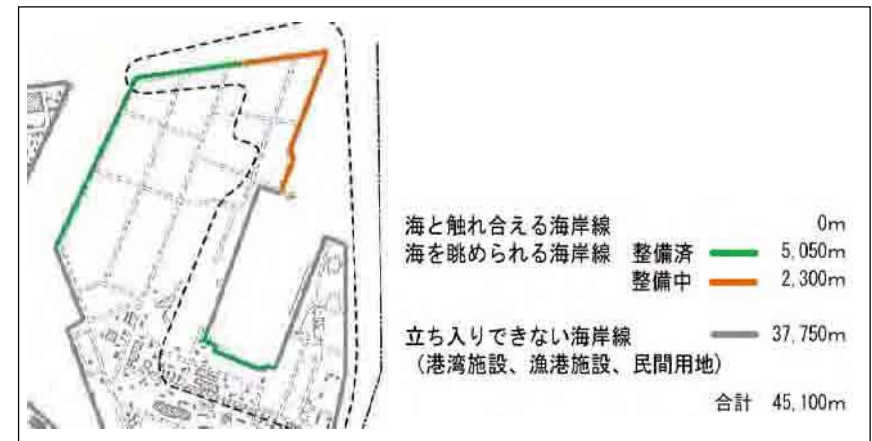 海と触れ合える海岸線 0m
海を眺められる海岸線 整備済 5,050m
整備中 2,300m
立ち入りできない海岸線 37,750m
（港湾施設、漁港施設、民間用地）
合計 45,100m